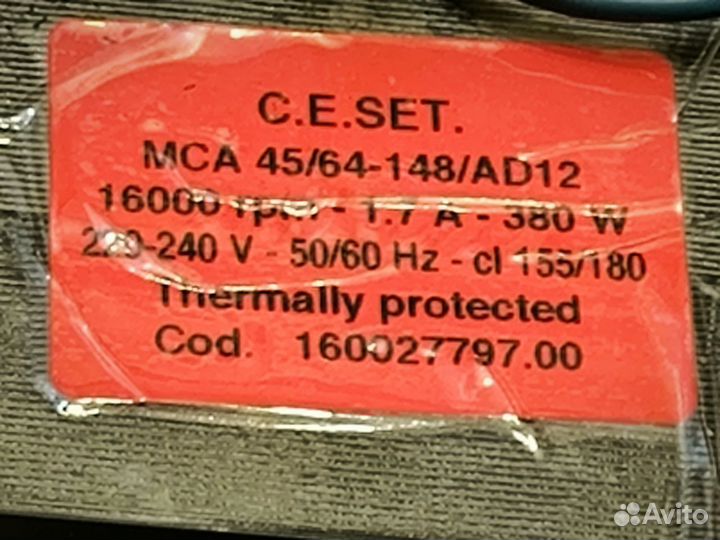 C.E.SET.
MCA 45/64-148/AD12
16000 rpm - 1.7 A - 380 W
220-240 V - 50/60 Hz - cl 155/180
Thermally protected
Cod. 160027797.00
Avito